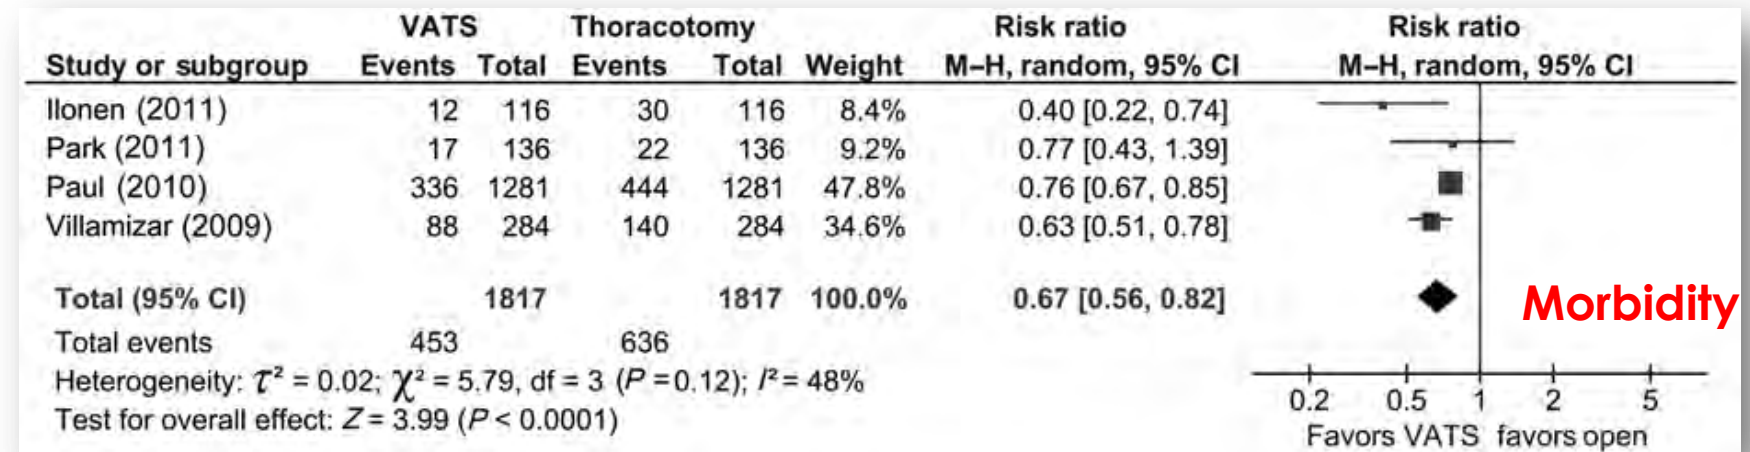 VATS Thoracotomy Risk ratio Risk ratio
Study or subgroup Events Total Events Total Weight M–H, random, 95% CI M–H, random, 95% CI
Ilonen (2011) 12 116 30 116 8.4% 0.40 [0.22, 0.74]
Park (2011) 17 136 22 136 9.2% 0.77 [0.43, 1.39]
Paul (2010) 336 1281 444 1281 47.8% 0.76 [0.67, 0.85]
Villamizar (2009) 88 284 140 284 34.6% 0.63 [0.51, 0.78]
Total (95% CI) 1817 1817 100.0% 0.67 [0.56, 0.82] Morbidity
Total events 453 636
Heterogeneity: τ² = 0.02; χ² = 5.79, df = 3 (P = 0.12); I² = 48%
Test for overall effect: Z = 3.99 (P < 0.0001)
0.2 0.5 1 2 5
Favors VATS favors open